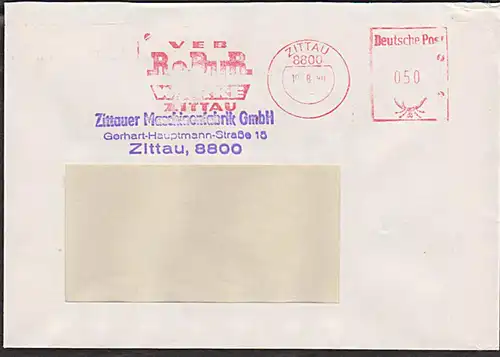 VEB
RoBuR
WERKE
ZITTAU
ZITTAU
8800
Deutsche Post
050
Zittauer Maschinenfabrik GmbH
Gerhart-Hauptmann-Straße 15
Zittau, 8800